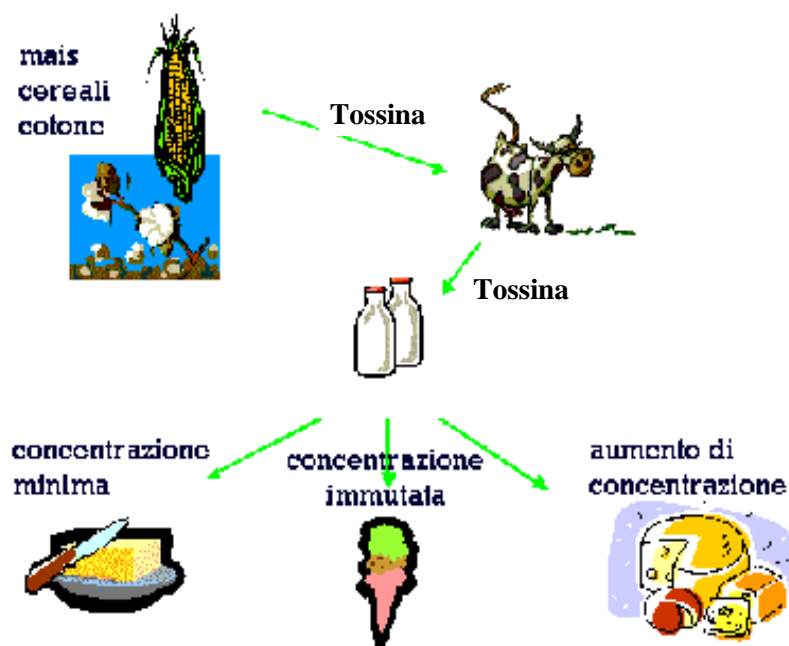 mais
cereali
cotone
Tossina
Tossina
concentrazione
minima
concentrazione
immutata
aumento di
concentrazione